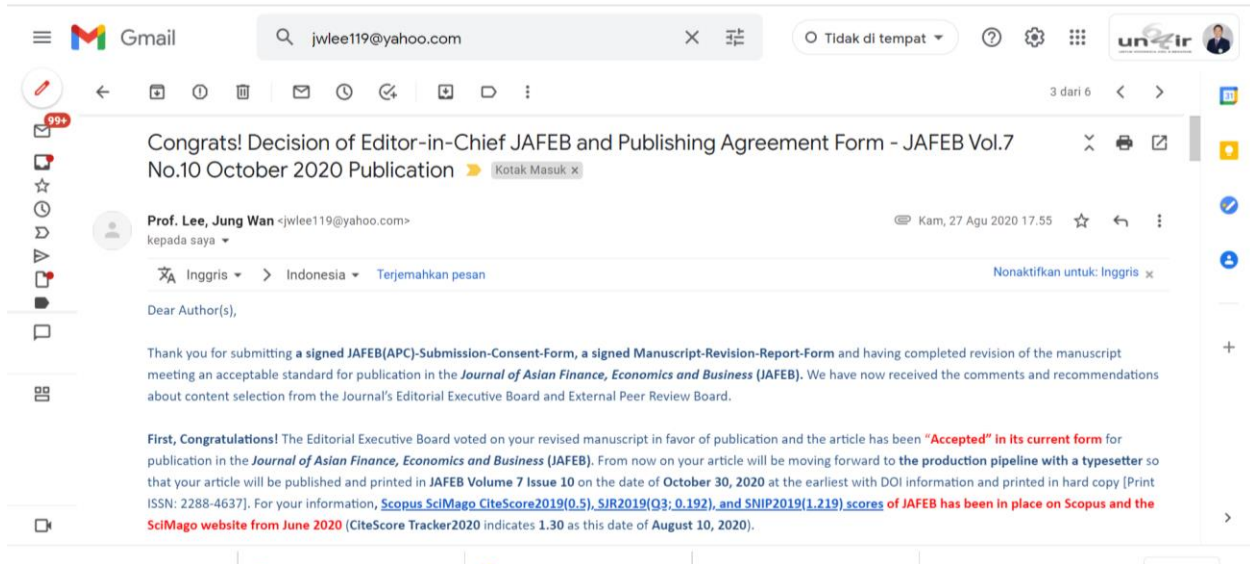 Gmail
jwlee119@yahoo.com
Tidak di tempat
unair
3 dari 6
99+
Congrats! Decision of Editor-in-Chief JAFEB and Publishing Agreement Form - JAFEB Vol.7
No.10 October 2020 Publication Kotak Masuk x
Prof. Lee, Jung Wan <jwlee119@yahoo.com>
Kam, 27 Agu 2020 17.55
kepada saya
Inggris > Indonesia Terjemahkan pesan
Nonaktifkan untuk: Inggris x
Dear Author(s),
Thank you for submitting a signed JAFEB(APC)-Submission-Consent-Form, a signed Manuscript-Revision-Report-Form and having completed revision of the manuscript
meeting an acceptable standard for publication in the Journal of Asian Finance, Economics and Business (JAFEB). We have now received the comments and recommendations
about content selection from the Journal's Editorial Executive Board and External Peer Review Board.
First, Congratulations! The Editorial Executive Board voted on your revised manuscript in favor of publication and the article has been “Accepted” in its current form for
publication in the Journal of Asian Finance, Economics and Business (JAFEB). From now on your article will be moving forward to the production pipeline with a typesetter so
that your article will be published and printed in JAFEB Volume 7 Issue 10 on the date of October 30, 2020 at the earliest with DOI information and printed in hard copy [Print
ISSN: 2288-4637]. For your information, Scopus SciMago CiteScore2019(0.5), SJR2019(Q3; 0.192), and SNIP2019(1.219) scores of JAFEB has been in place on Scopus and the
SciMago website from June 2020 (CiteScore Tracker2020 indicates 1.30 as this date of August 10, 2020).